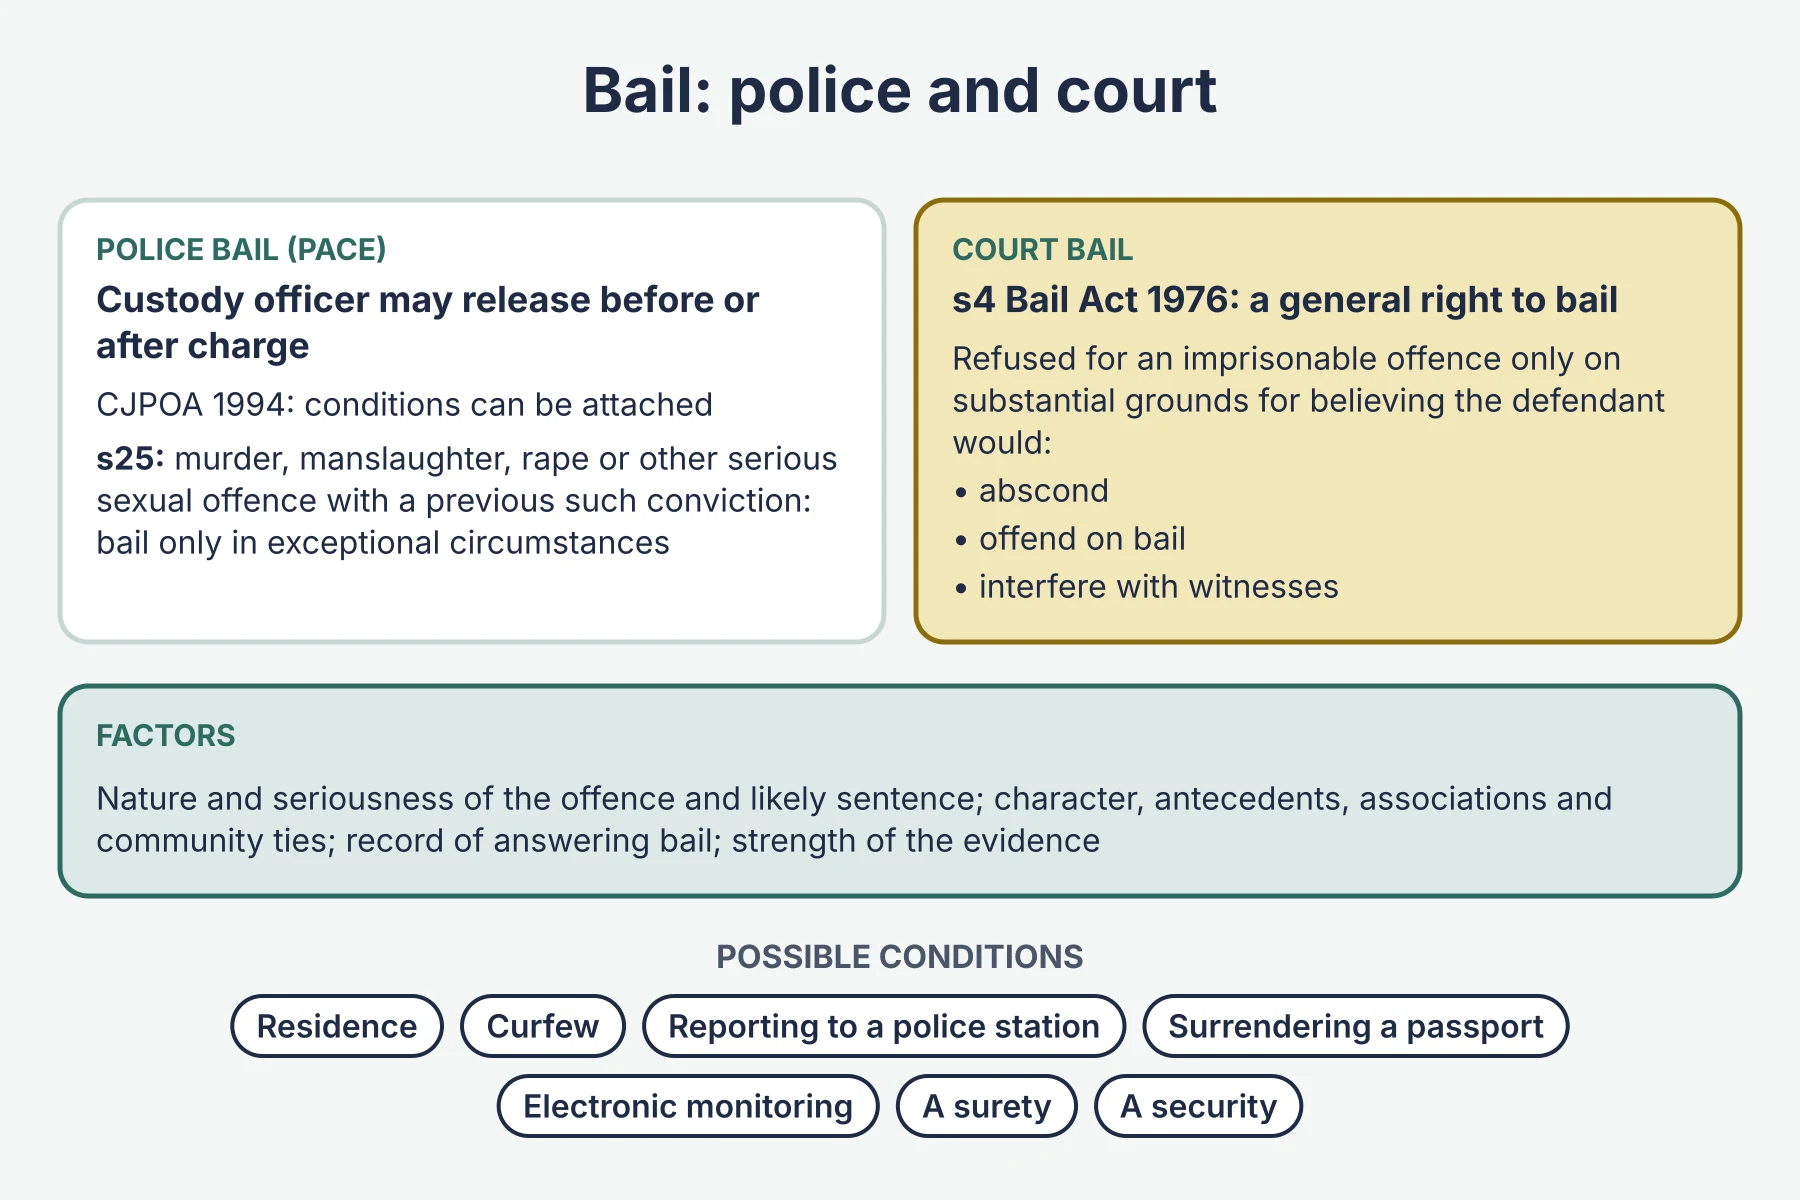 Bail: police and court
POLICE BAIL (PACE)
Custody officer may release before or
after charge
CJPOA 1994: conditions can be attached
s25: murder, manslaughter, rape or other serious
sexual offence with a previous such conviction:
bail only in exceptional circumstances
COURT BAIL
s4 Bail Act 1976: a general right to bail
Refused for an imprisonable offence only on
substantial grounds for believing the defendant
would:
• abscond
• offend on bail
• interfere with witnesses
FACTORS
Nature and seriousness of the offence and likely sentence; character, antecedents, associations and
community ties; record of answering bail; strength of the evidence
POSSIBLE CONDITIONS
Residence Curfew Reporting to a police station Surrendering a passport
Electronic monitoring A surety A security